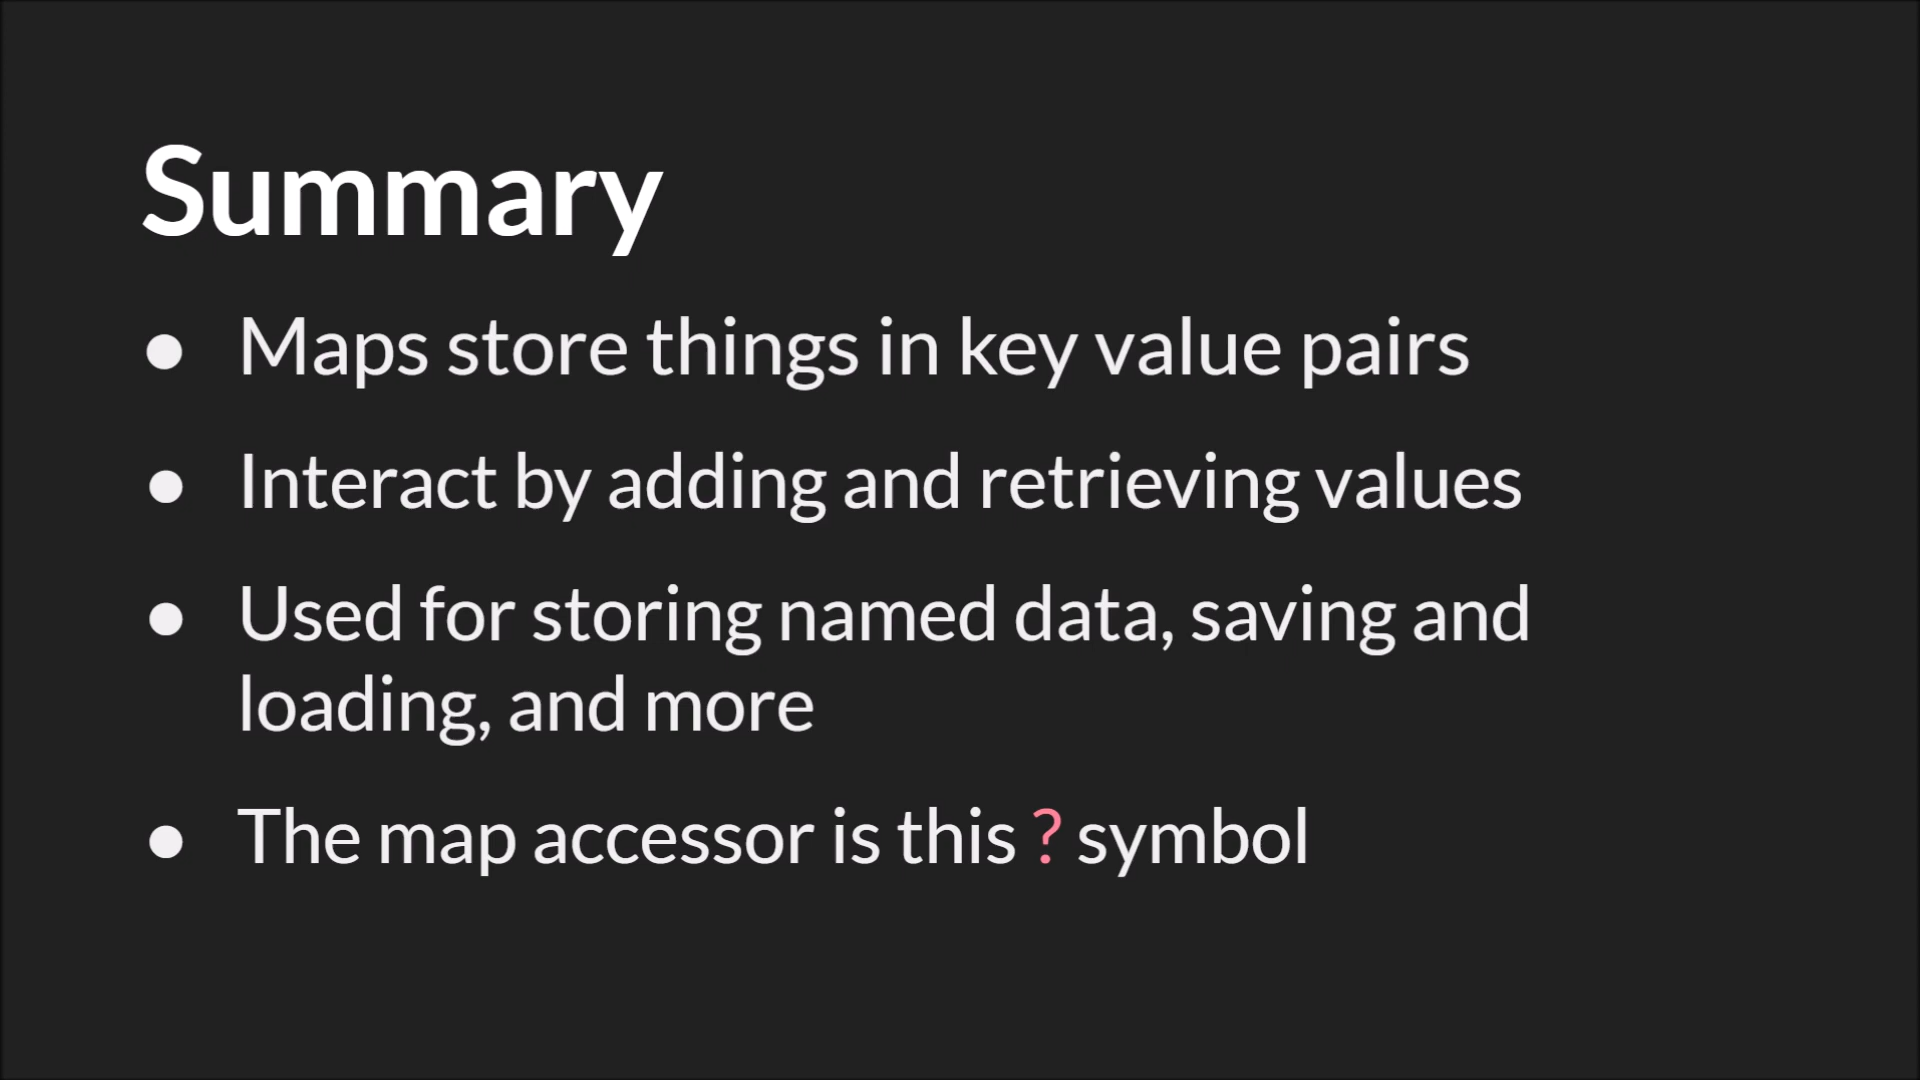 Summary
● Maps store things in key value pairs
● Interact by adding and retrieving values
● Used for storing named data, saving and
loading, and more
● The map accessor is this ? symbol